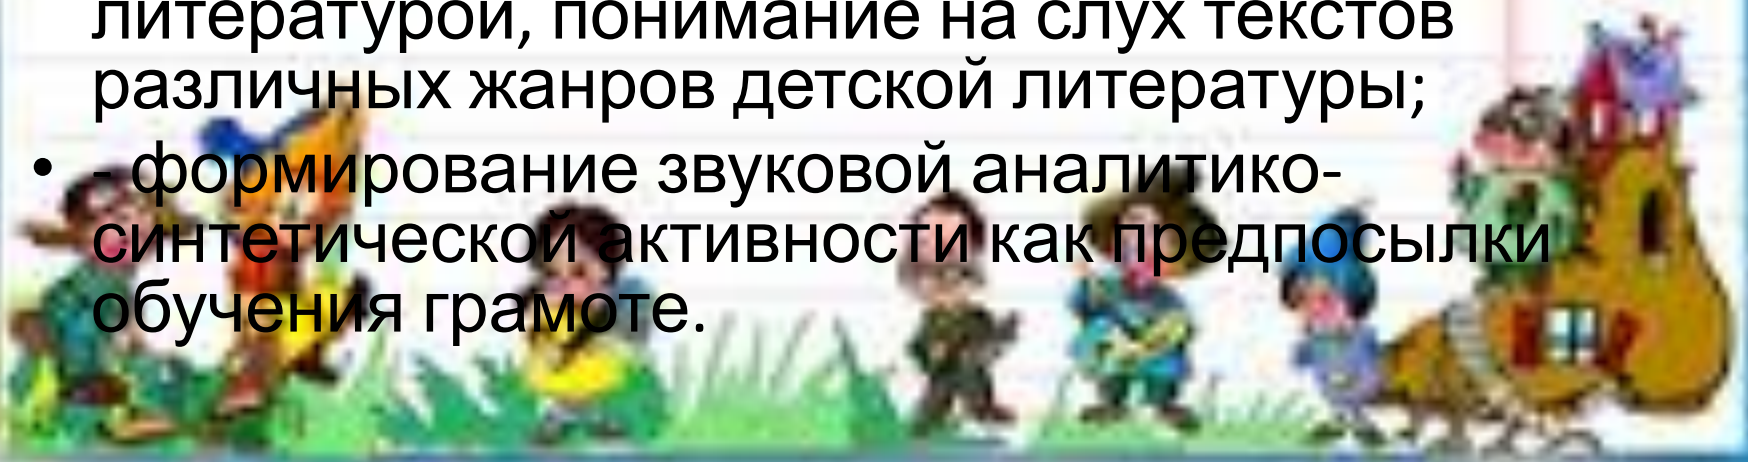 литературой, понимание на слух текстов
различных жанров детской литературы;
• - формирование звуковой аналитико-
синтетической активности как предпосылки
обучения грамоте.